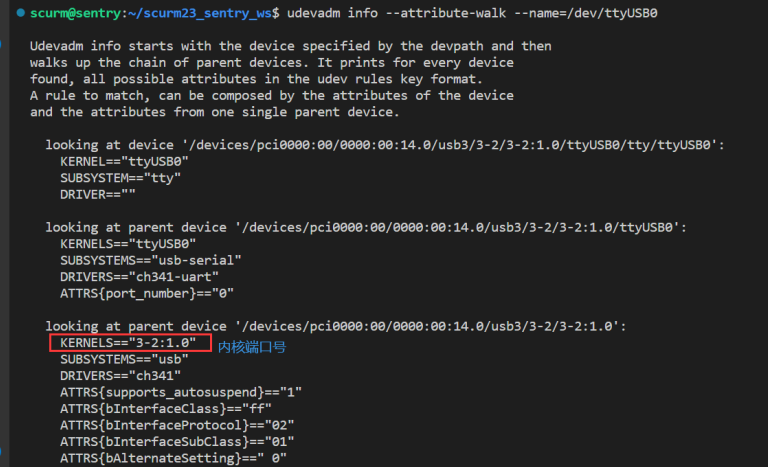 scurm@sentry:~/scurm23_sentry_ws$ udevadm info --attribute-walk --name=/dev/ttyUSB0
Udevadm info starts with the device specified by the devpath and then
walks up the chain of parent devices. It prints for every device
found, all possible attributes in the udev rules key format.
A rule to match, can be composed by the attributes of the device
and the attributes from one single parent device.
looking at device '/devices/pci0000:00/0000:00:14.0/usb3/3-2/3-2:1.0/ttyUSB0/tty/ttyUSB0':
KERNEL=="ttyUSB0"
SUBSYSTEM=="tty"
DRIVER==""
looking at parent device '/devices/pci0000:00/0000:00:14.0/usb3/3-2/3-2:1.0/ttyUSB0':
KERNELS=="ttyUSB0"
SUBSYSTEMS=="usb-serial"
DRIVERS=="ch341-uart"
ATTRS{port_number}=="0"
looking at parent device '/devices/pci0000:00/0000:00:14.0/usb3/3-2/3-2:1.0':
KERNELS=="3-2:1.0" 内核端口号
SUBSYSTEMS=="usb"
DRIVERS=="ch341"
ATTRS{supports_autosuspend}=="1"
ATTRS{bInterfaceClass}=="ff"
ATTRS{bInterfaceProtocol}=="02"
ATTRS{bInterfaceSubClass}=="01"
ATTRS{bAlternateSetting}==" 0"